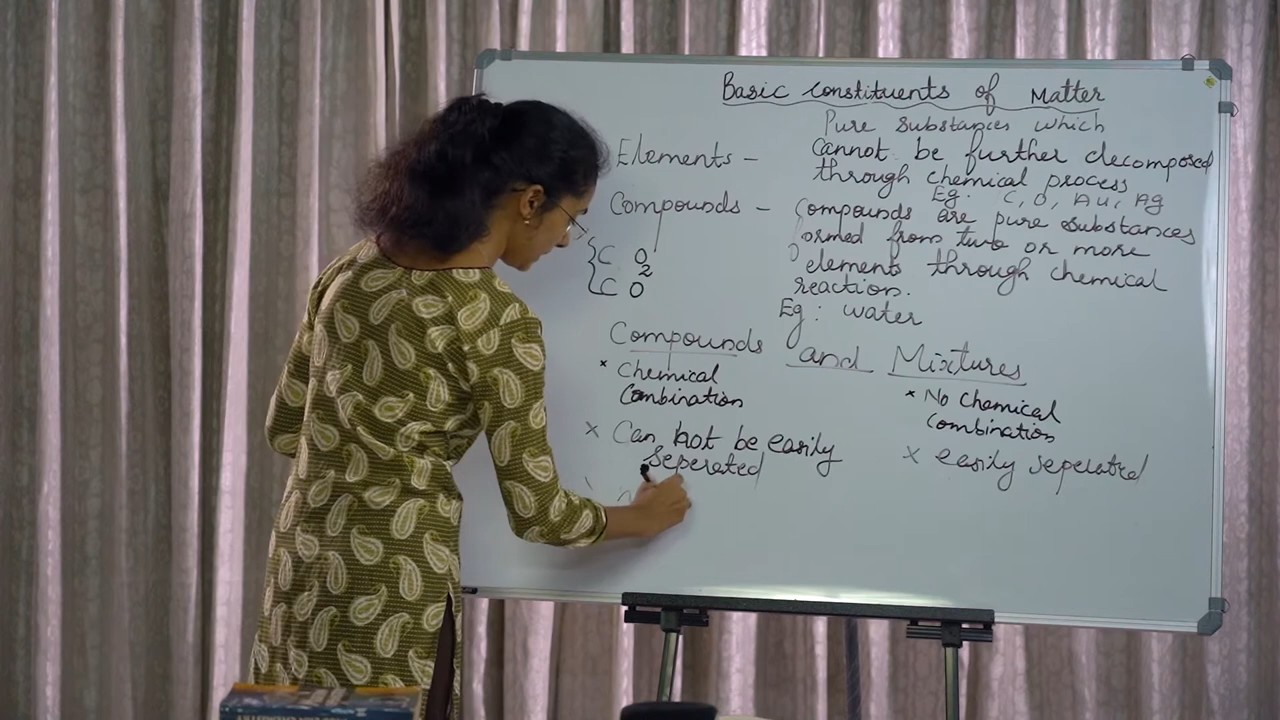 Basic constituents of Matter
Elements -
Pure substances which
cannot be further decomposed
through chemical process
Eg. C, O, Au, Ag
Compounds -
Compounds are pure substances
formed from two or more
elements through chemical
reaction.
Eg: water
C O2
C O
Compounds and Mixtures
* Chemical
Combination
* No Chemical
Combination
× Can not be easily
seperated
× easily seperated